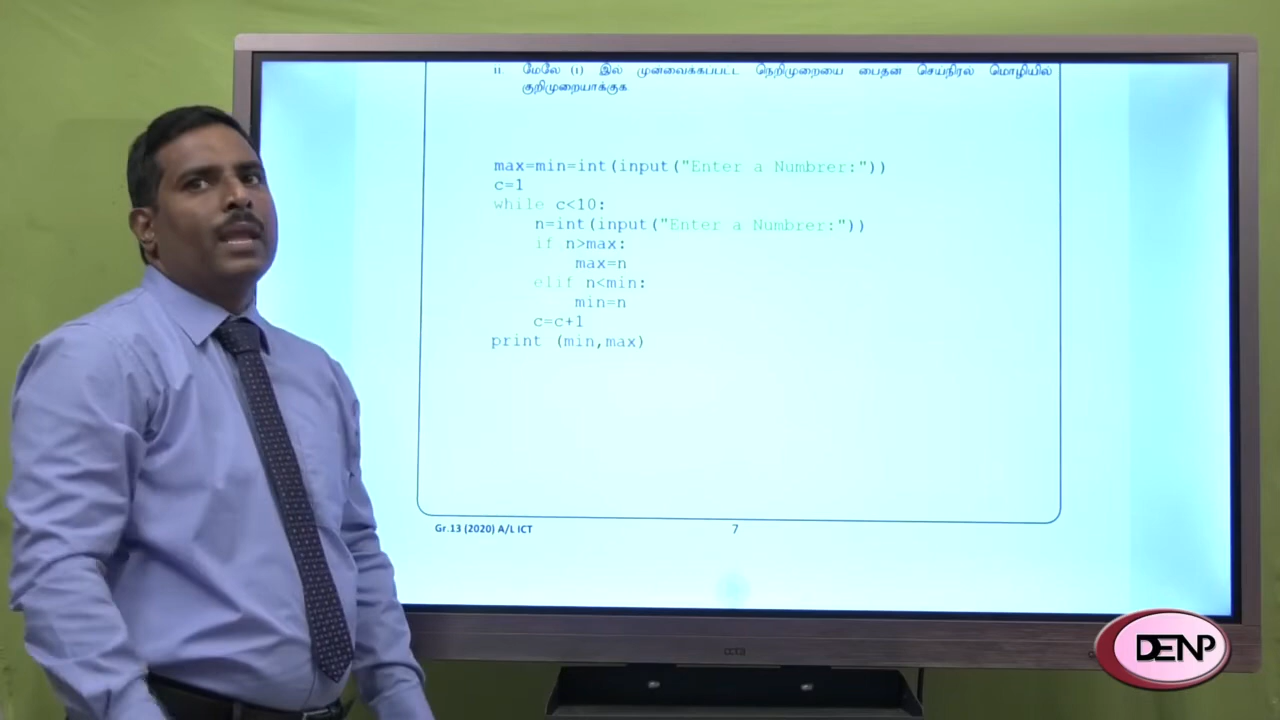 ii. மேலே (i) இல் முன்வைக்கப்பட்ட நெறிமுறையை பைதன் செய்நிரல் மொழியில்
குறிமுறையாக்குக
max=min=int(input("Enter a Numbrer:"))
c=1
while c<10:
    n=int(input("Enter a Numbrer:"))
    if n>max:
        max=n
    elif n<min:
        min=n
    c=c+1
print (min,max)
Gr.13 (2020) A/L ICT 7
DENP